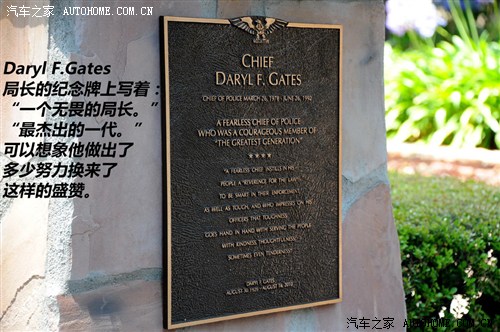 汽车之家 AUTOHOME.COM.CN
汽车之家
CHIEF
DARYL F. GATES
CHIEF OF POLICE MARCH 28, 1978 - JUNE 28, 1992
A FEARLESS CHIEF OF POLICE
WHO WAS A COURAGEOUS MEMBER OF
"THE GREATEST GENERATION"
"A FEARLESS CHIEF INSTILLS IN HIS
PEOPLE A "REVERENCE FOR THE LAW",
TO BE SMART IN THEIR ENFORCEMENT,
AS WELL AS TOUGH, AND WHO IMPRESSES ON HIS
OFFICERS THAT TOUGHNESS
GOES HAND IN HAND WITH SERVING THE PEOPLE
WITH KINDNESS, THOUGHTFULNESS,
SOMETIMES EVEN TENDERNESS"
DARYL F. GATES
Daryl F.Gates
局长的纪念牌上写着：
“一个无畏的局长。”
“最杰出的一代。”
可以想象他做出了
多少努力换来了
这样的盛赞。
汽车之家